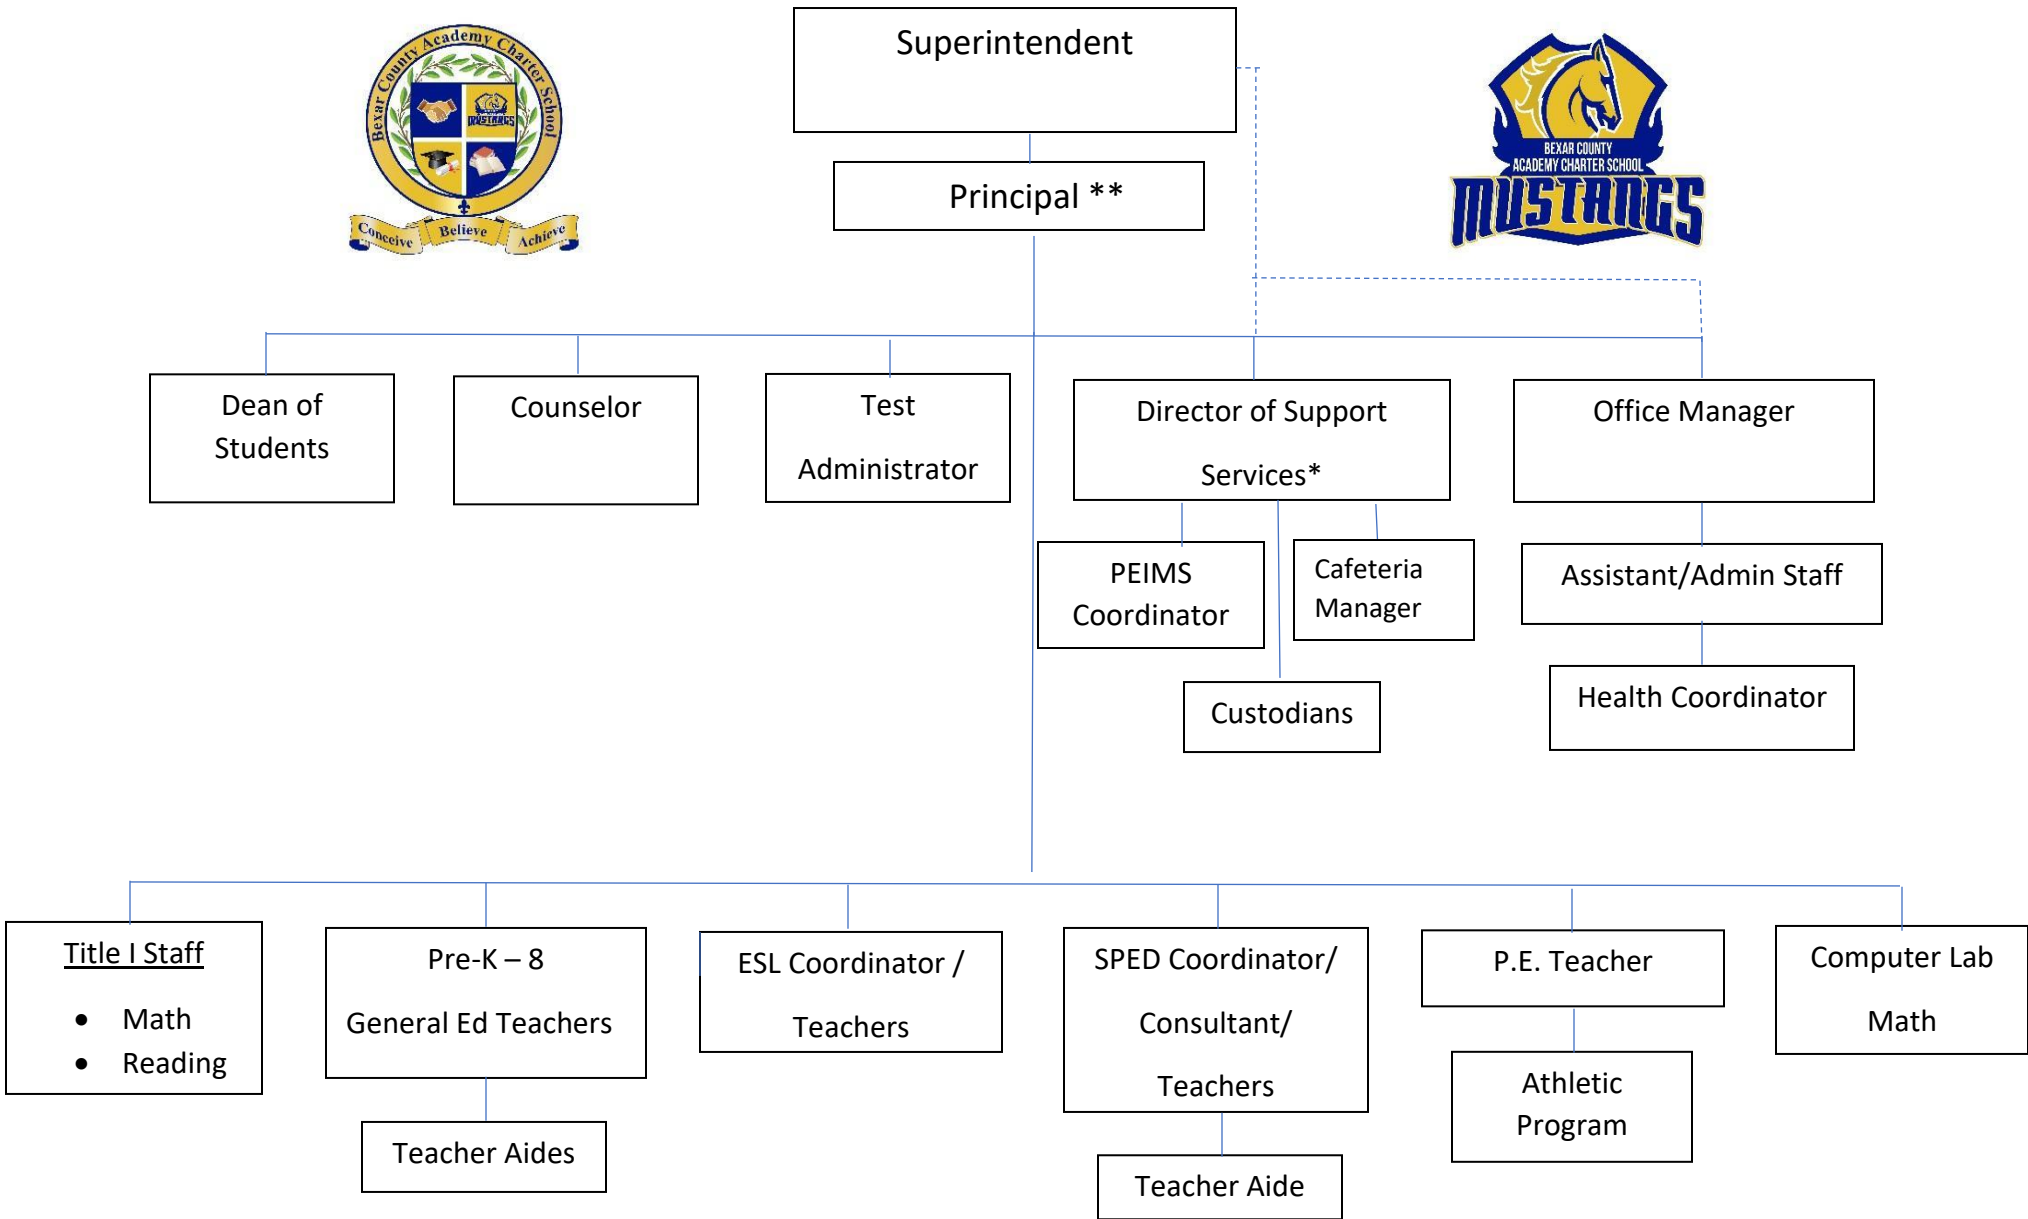 Superintendent
Bexar County Academy Charter School
MUSTANGS
Conceive Believe Achieve
BEXAR COUNTY
ACADEMY CHARTER SCHOOL
MUSTANGS
Principal **
Dean of
Students
Counselor
Test
Administrator
Director of Support
Services*
Office Manager
PEIMS
Coordinator
Cafeteria
Manager
Custodians
Assistant/Admin Staff
Health Coordinator
Title I Staff
• Math
• Reading
Pre-K – 8
General Ed Teachers
Teacher Aides
ESL Coordinator /
Teachers
SPED Coordinator/
Consultant/
Teachers
Teacher Aide
P.E. Teacher
Athletic
Program
Computer Lab
Math